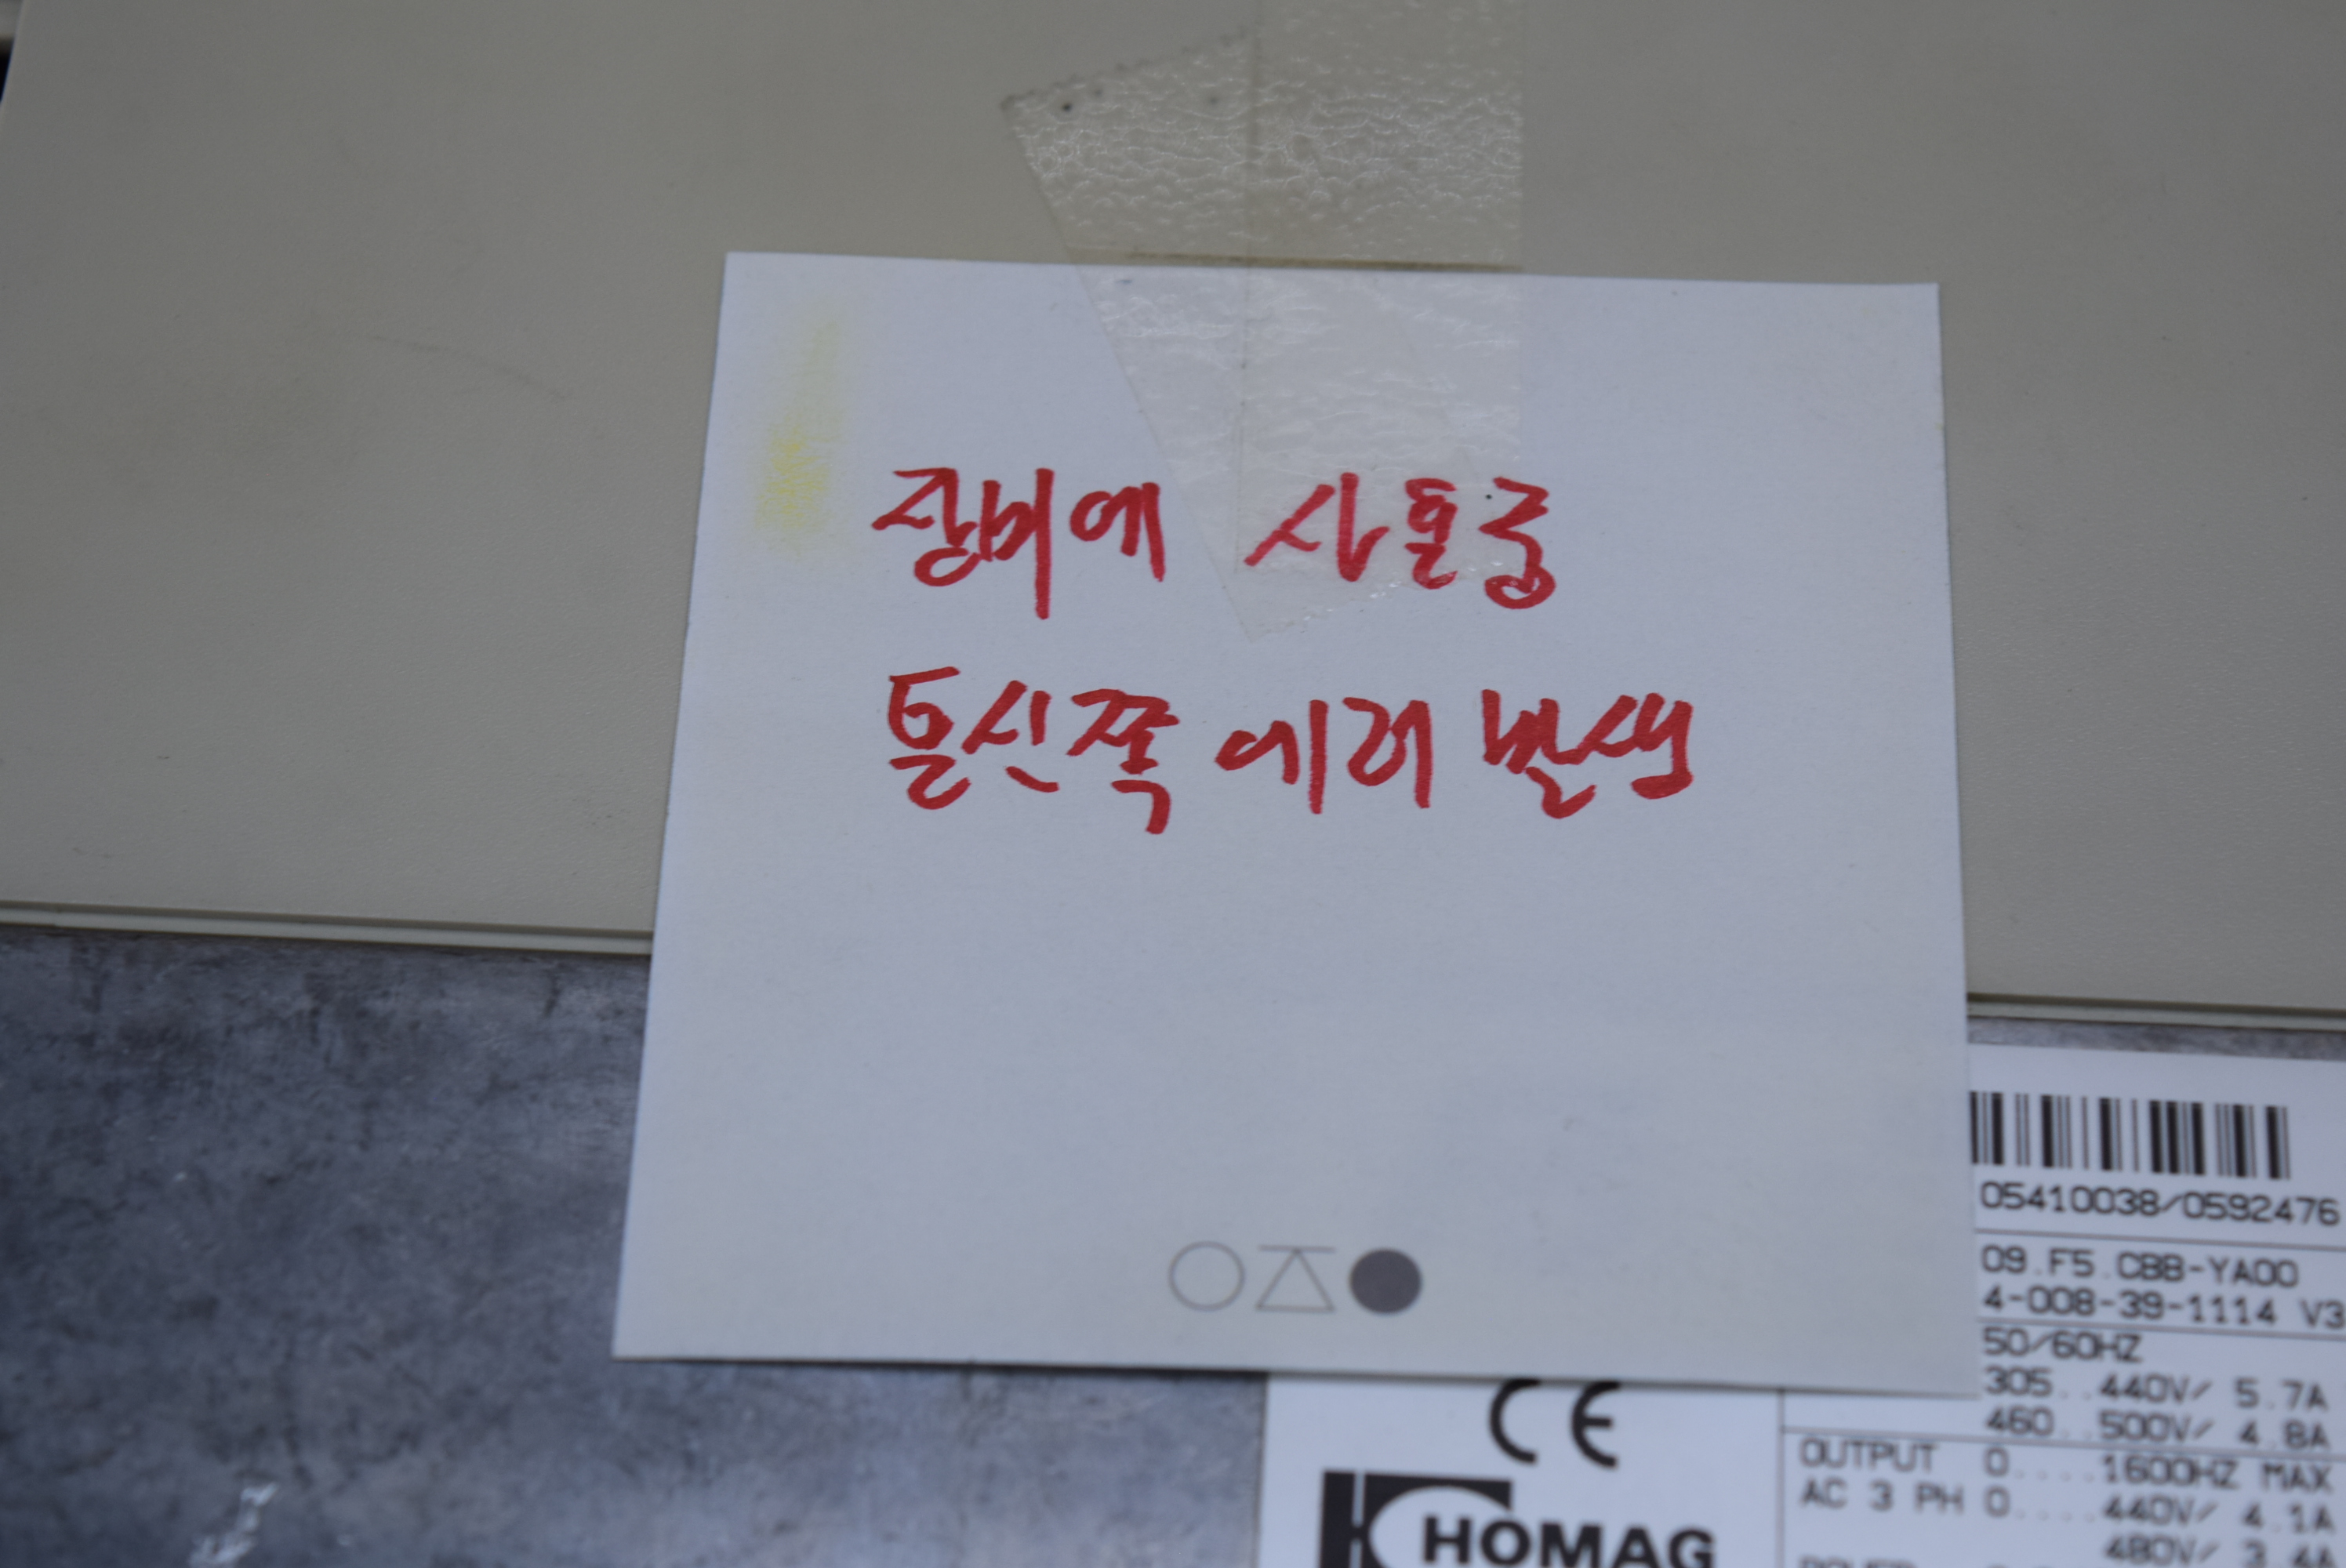 장비에 사용중
통신쪽 에러 발생
05410038/0592476
09.F5.CBB-YA00
4-008-39-1114 V3
50/60HZ
305..440V/ 5.7A
460..500V/ 4.8A
CE
OUTPUT 0....1600HZ MAX
AC 3 PH 0....440V/ 4.1A
480V/ 3.4A
HOMAG